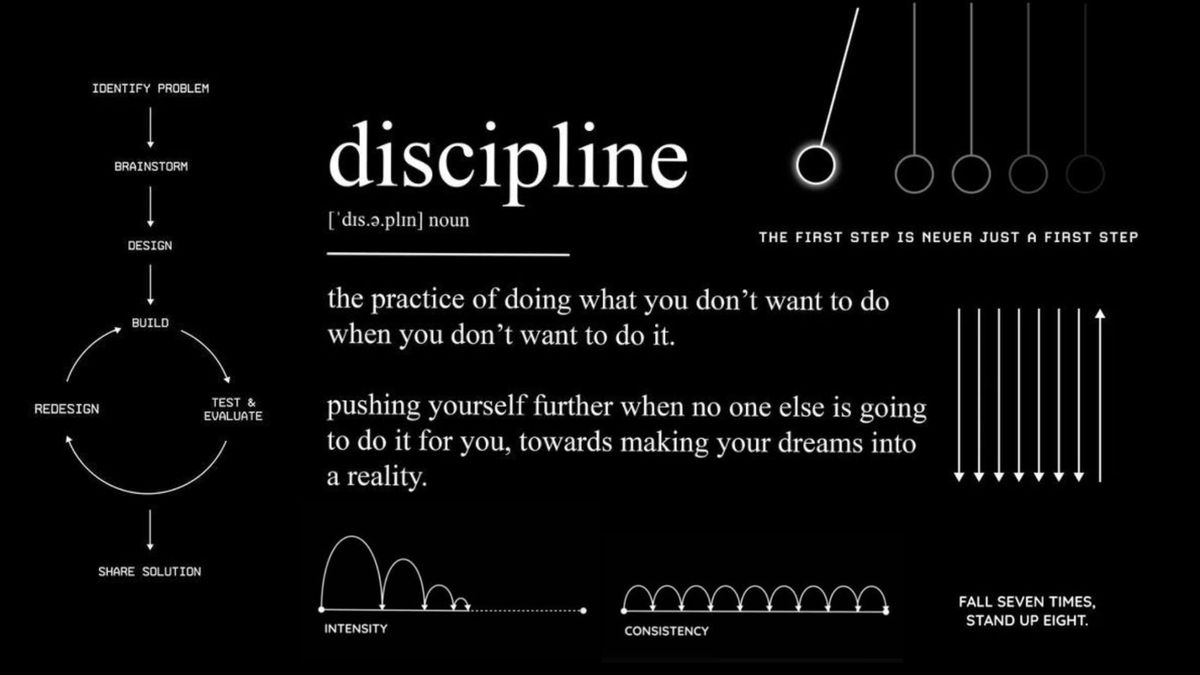 IDENTIFY PROBLEM
BRAINSTORM
DESIGN
BUILD
REDESIGN
TEST &
EVALUATE
SHARE SOLUTION
discipline
[ˈdɪs.ə.plɪn] noun
the practice of doing what you don’t want to do
when you don’t want to do it.
pushing yourself further when no one else is going
to do it for you, towards making your dreams into
a reality.
THE FIRST STEP IS NEVER JUST A FIRST STEP
INTENSITY
CONSISTENCY
FALL SEVEN TIMES,
STAND UP EIGHT.